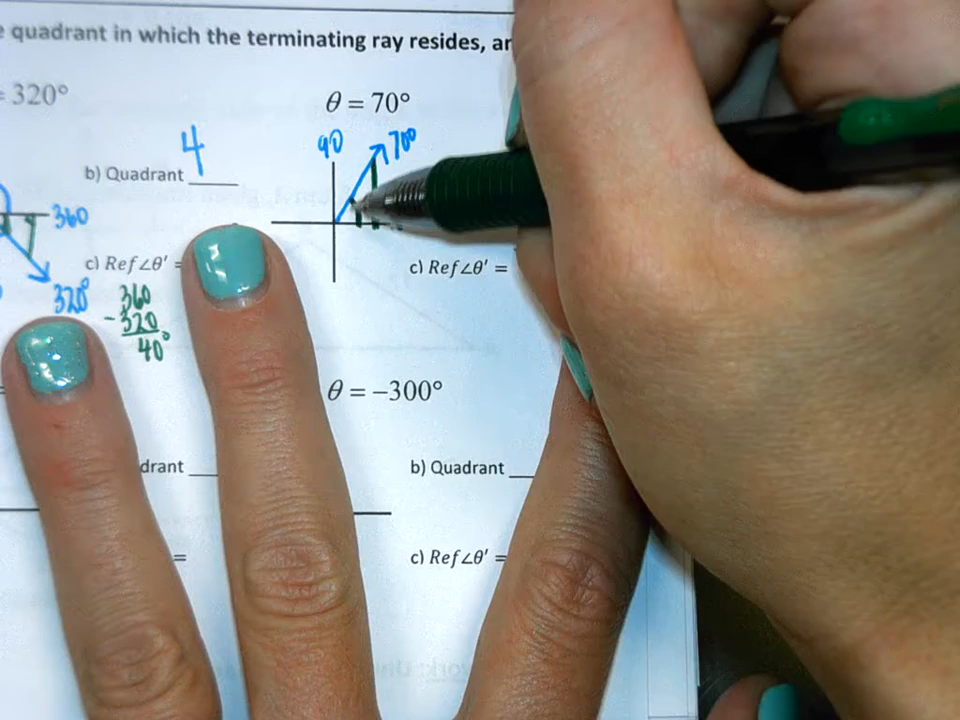 quadrant in which the terminating ray resides,
= 320°
θ = 70°
90
70°
b) Quadrant 4
360
c) Ref∠θ′ =
c) Ref∠θ′ =
320°
360
-320
40°
θ = −300°
drant
b) Quadrant
=
c) Ref∠θ′ =